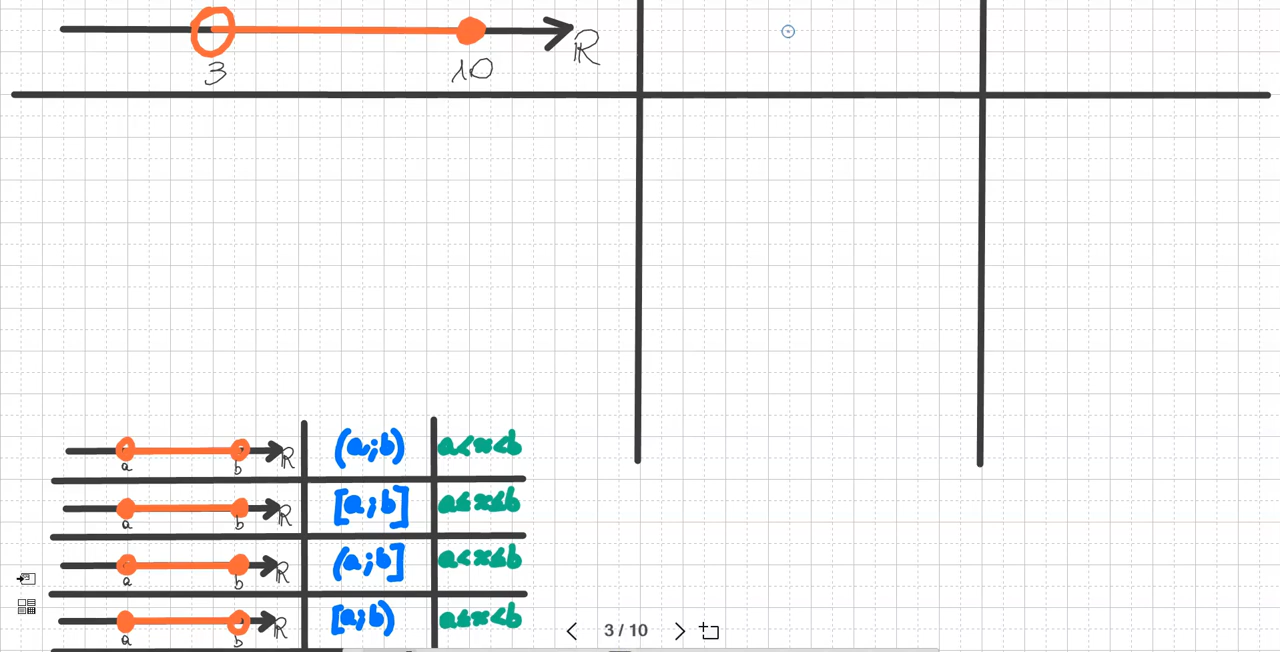 ℝ
3 10
a b ℝ (a;b) a<x<b
a b ℝ [a;b] a≤x≤b
a b ℝ (a;b] a<x≤b
a b ℝ [a;b) a≤x<b
3 / 10